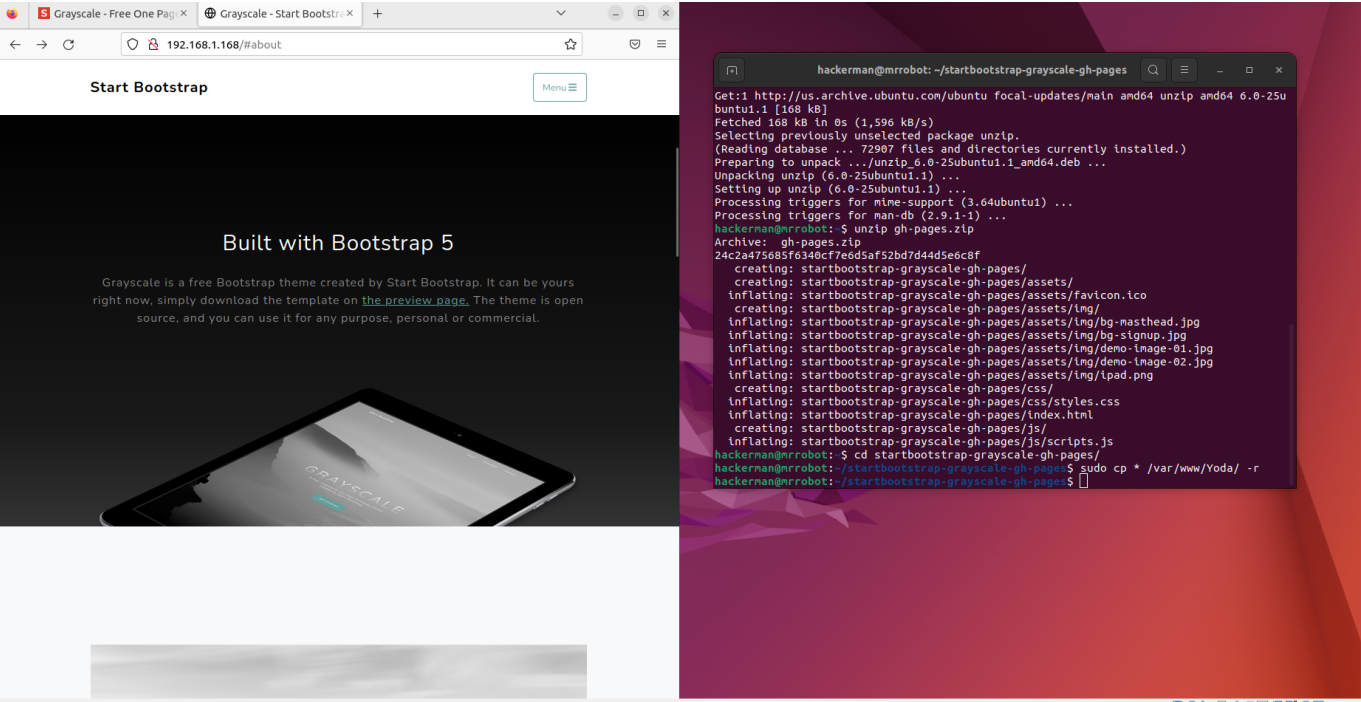 S Grayscale - Free One Pag
Grayscale - Start Bootstra
192.168.1.168/#about
Start Bootstrap
Menu
Built with Bootstrap 5
Grayscale is a free Bootstrap theme created by Start Bootstrap. It can be yours
right now, simply download the template on the preview page. The theme is open
source, and you can use it for any purpose, personal or commercial.
GRAYSCALE
hackerman@mrrobot: ~/startbootstrap-grayscale-gh-pages
Get:1 http://us.archive.ubuntu.com/ubuntu focal-updates/main amd64 unzip amd64 6.0-25u
buntu1.1 [168 kB]
Fetched 168 kB in 0s (1,596 kB/s)
Selecting previously unselected package unzip.
(Reading database ... 72907 files and directories currently installed.)
Preparing to unpack .../unzip_6.0-25ubuntu1.1_amd64.deb ...
Unpacking unzip (6.0-25ubuntu1.1) ...
Setting up unzip (6.0-25ubuntu1.1) ...
Processing triggers for mime-support (3.64ubuntu1) ...
Processing triggers for man-db (2.9.1-1) ...
hackerman@mrrobot:~$ unzip gh-pages.zip
Archive:  gh-pages.zip
24c2a475685f6340cf7e6d5af52bd7d44d5e6c8f
   creating: startbootstrap-grayscale-gh-pages/
   creating: startbootstrap-grayscale-gh-pages/assets/
  inflating: startbootstrap-grayscale-gh-pages/assets/favicon.ico
   creating: startbootstrap-grayscale-gh-pages/assets/img/
  inflating: startbootstrap-grayscale-gh-pages/assets/img/bg-masthead.jpg
  inflating: startbootstrap-grayscale-gh-pages/assets/img/bg-signup.jpg
  inflating: startbootstrap-grayscale-gh-pages/assets/img/demo-image-01.jpg
  inflating: startbootstrap-grayscale-gh-pages/assets/img/demo-image-02.jpg
  inflating: startbootstrap-grayscale-gh-pages/assets/img/ipad.png
   creating: startbootstrap-grayscale-gh-pages/css/
  inflating: startbootstrap-grayscale-gh-pages/css/styles.css
  inflating: startbootstrap-grayscale-gh-pages/index.html
   creating: startbootstrap-grayscale-gh-pages/js/
  inflating: startbootstrap-grayscale-gh-pages/js/scripts.js
hackerman@mrrobot:~$ cd startbootstrap-grayscale-gh-pages/
hackerman@mrrobot:~/startbootstrap-grayscale-gh-pages$ sudo cp * /var/www/Yoda/ -r
hackerman@mrrobot:~/startbootstrap-grayscale-gh-pages$